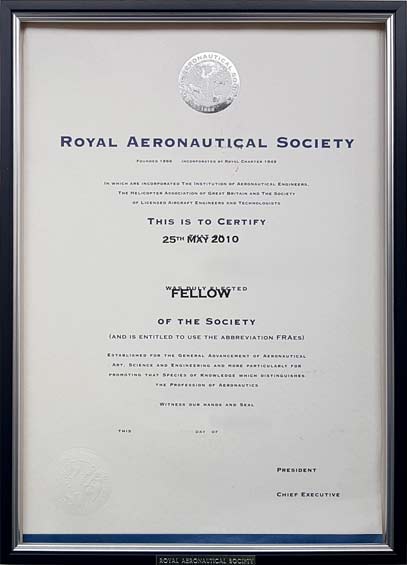 ROYAL AERONAUTICAL SOCIETY
1866
ROYAL AERONAUTICAL SOCIETY
FOUNDED 1866 INCORPORATED BY ROYAL CHARTER 1949
IN WHICH ARE INCORPORATED THE INSTITUTION OF AERONAUTICAL ENGINEERS,
THE HELICOPTER ASSOCIATION OF GREAT BRITAIN AND THE SOCIETY
OF LICENSED AIRCRAFT ENGINEERS AND TECHNOLOGISTS
THIS IS TO CERTIFY
25TH MAY 2010
WAS DULY ELECTED
FELLOW
OF THE SOCIETY
(AND IS ENTITLED TO USE THE ABBREVIATION FRAES)
ESTABLISHED FOR THE GENERAL ADVANCEMENT OF AERONAUTICAL
ART, SCIENCE AND ENGINEERING AND MORE PARTICULARLY FOR
PROMOTING THAT SPECIES OF KNOWLEDGE WHICH DISTINGUISHES
THE PROFESSION OF AERONAUTICS
WITNESS OUR HANDS AND SEAL
THIS DAY OF
PRESIDENT
CHIEF EXECUTIVE
ROYAL AERONAUTICAL SOCIETY